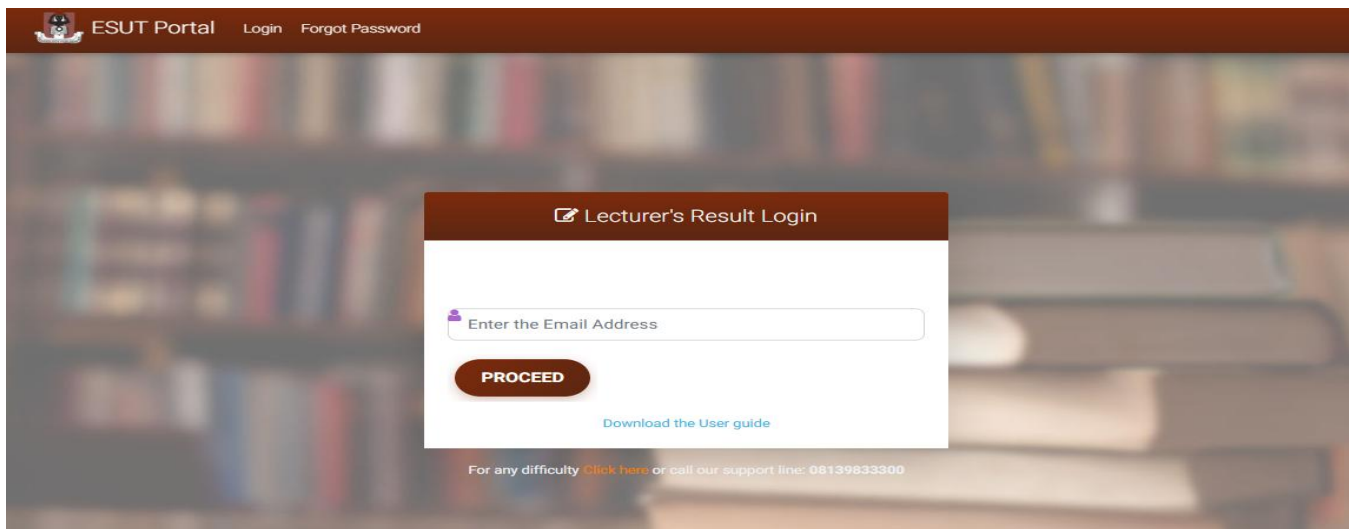 ESUT Portal Login Forgot Password
Lecturer's Result Login
Enter the Email Address
PROCEED
Download the User guide
For any difficulty Click here or call our support line: 08139833300